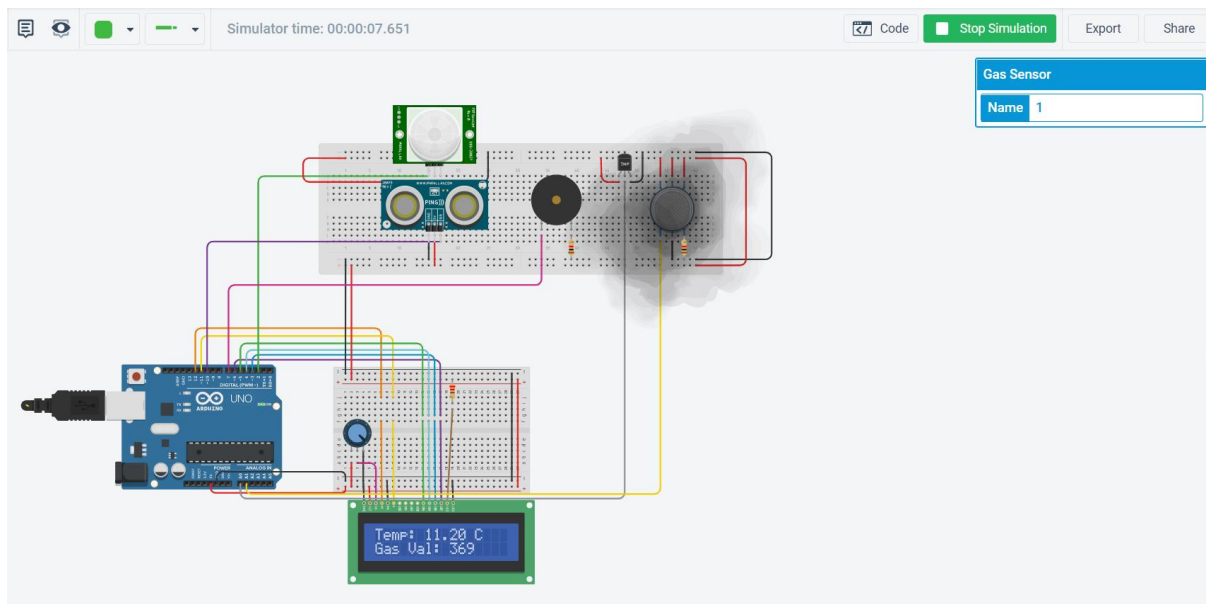 Simulator time: 00:00:07.651
Code
Stop Simulation
Export
Share
Gas Sensor
Name 1
PING)))
TMP
DIGITAL (PWM~)
UNO
ARDUINO
POWER
ANALOG IN
Temp: 11.20 C
Gas Val: 369